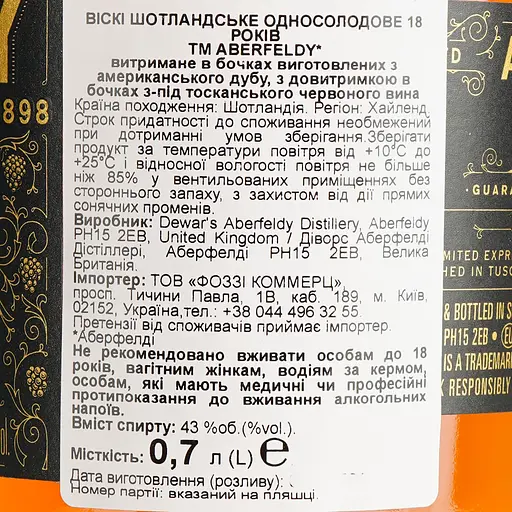 ВІСКІ ШОТЛАНДСЬКЕ ОДНОСОЛОДОВЕ 18
РОКІВ
ТМ ABERFELDY*
витримане в бочках виготовлених з
американського дубу, з довитримкою в
бочках з-під тосканського червоного вина
Країна походження: Шотландія. Регіон: Хайленд.
Строк придатності до споживання необмежений
при дотриманні умов зберігання.Зберігати
продукт за температури повітря від +10°С до
+25°С і відносної вологості повітря не більше
ніж 85% у вентильованих приміщеннях без
стороннього запаху, з захистом від дії прямих
сонячних променів.
Виробник: Dewar's Aberfeldy Distillery, Aberfeldy
PH15 2EB, United Kingdom / Діворс Аберфелді
Дістіллері, Аберфелді PH15 2EB, Велика
Британія.
Імпортер: ТОВ «ФОЗЗІ КОММЕРЦ»,
просп. Тичини Павла, 1В, каб. 189, м. Київ,
02152, Україна,тел.: +38 044 496 32 55.
Претензії від споживачів приймає імпортер.
*Аберфелді
Не рекомендовано вживати особам до 18
років, вагітним жінкам, водіям за кермом,
особам, які мають медичні чи професійні
протипоказання до вживання алкогольних
напоїв.
Вміст спирту: 43 %об.(%vol.).
Місткість: 0,7 л (L) e
Дата виготовлення (розливу):
Номер партії: вказаний на пляшці.
898
· GUARA
IMITED EXPR
HED IN TUSC
& BOTTLED IN S
PH15 2EB •
IS A TRADEMAR
K RESPONSIBLY